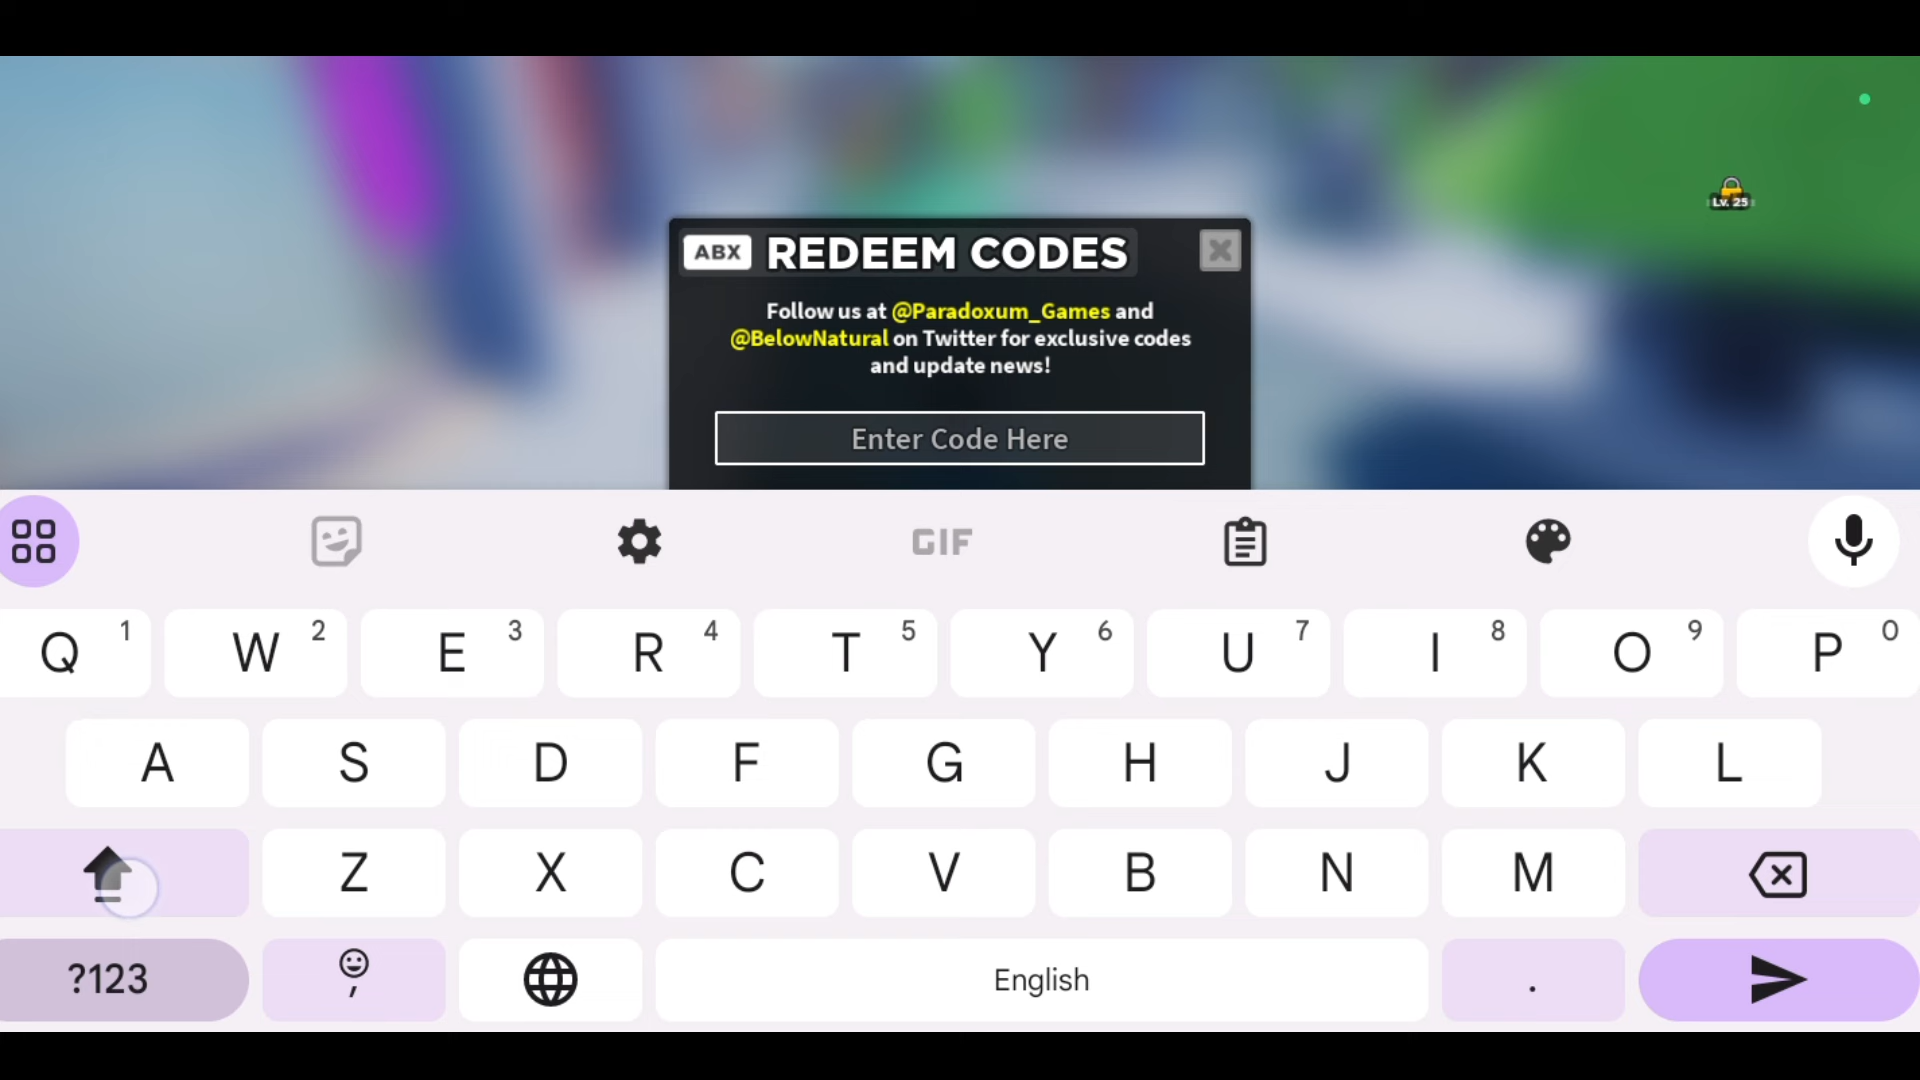 Lv. 25
ABX REDEEM CODES
Follow us at @Paradoxum_Games and
@BelowNatural on Twitter for exclusive codes
and update news!
Enter Code Here
GIF
Q 1 W 2 E 3 R 4 T 5 Y 6 U 7 I 8 O 9 P 0
A S D F G H J K L
Z X C V B N M
?123 , English .